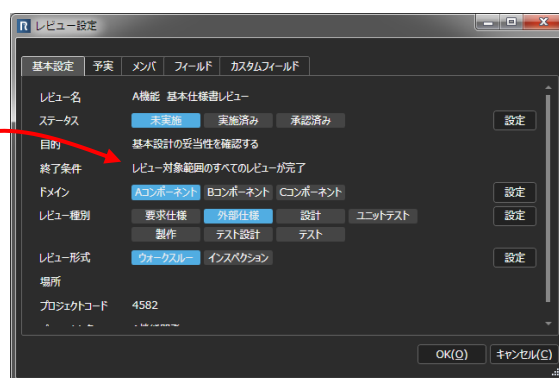 レビュー設定
基本設定 予実 メンバ フィールド カスタムフィールド
レビュー名 A機能 基本仕様書レビュー
ステータス 未実施 実施済み 承認済み 設定
目的 基本設計の妥当性を確認する
終了条件 レビュー対象範囲のすべてのレビューが完了
ドメイン Aコンポーネント Bコンポーネント Cコンポーネント 設定
レビュー種別 要求仕様 外部仕様 設計 ユニットテスト 設定
製作 テスト設計 テスト
レビュー形式 ウォークスルー インスペクション 設定
場所
プロジェクトコード 4582
OK(O) キャンセル(C)